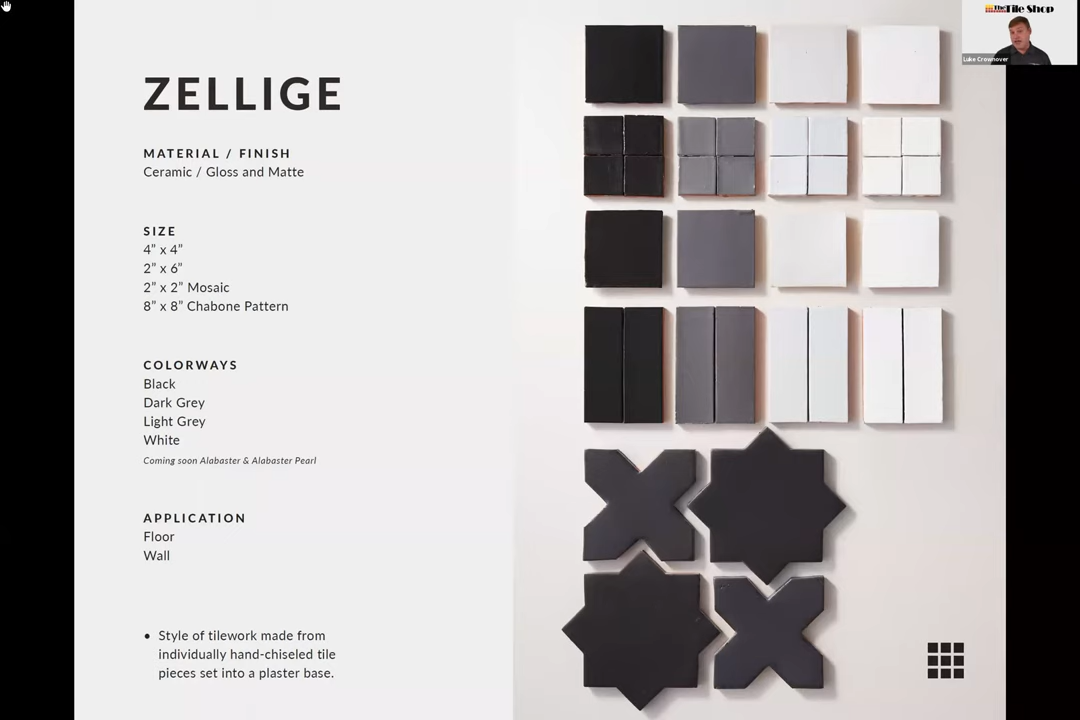 ZELLIGE
MATERIAL / FINISH
Ceramic / Gloss and Matte
SIZE
4” x 4”
2” x 6”
2” x 2” Mosaic
8” x 8” Chabone Pattern
COLORWAYS
Black
Dark Grey
Light Grey
White
Coming soon Alabaster & Alabaster Pearl
APPLICATION
Floor
Wall
• Style of tilework made from
individually hand-chiseled tile
pieces set into a plaster base.
The Tile Shop
Luke Crewnover